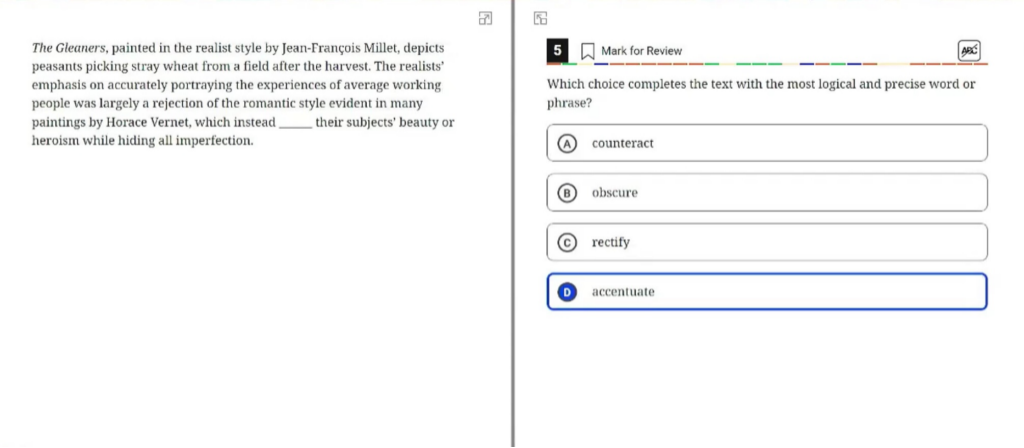 The Gleaners, painted in the realist style by Jean-François Millet, depicts
peasants picking stray wheat from a field after the harvest. The realists'
emphasis on accurately portraying the experiences of average working
people was largely a rejection of the romantic style evident in many
paintings by Horace Vernet, which instead _____ their subjects' beauty or
heroism while hiding all imperfection.
5 Mark for Review ABC
Which choice completes the text with the most logical and precise word or
phrase?
A counteract
B obscure
C rectify
D accentuate